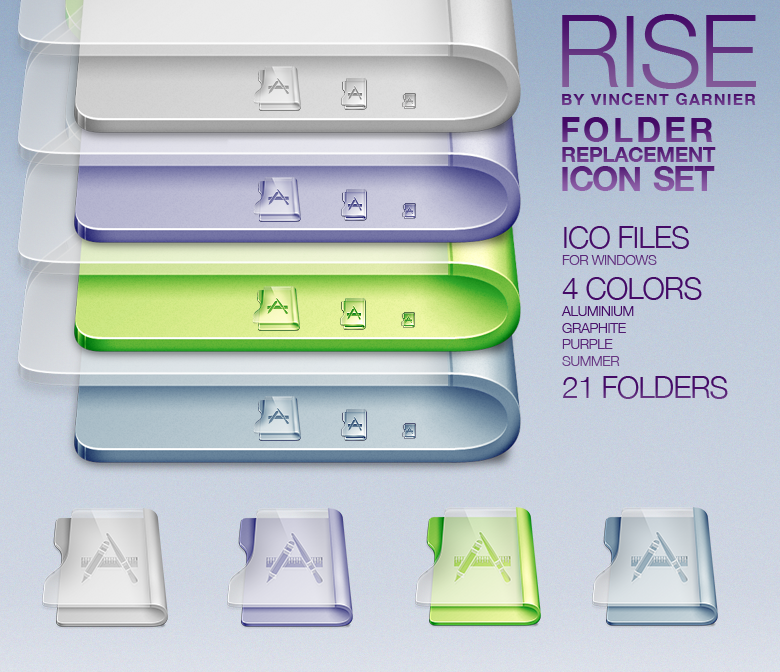 RISE
BY VINCENT GARNIER
FOLDER
REPLACEMENT
ICON SET
ICO FILES
FOR WINDOWS
4 COLORS
ALUMINIUM
GRAPHITE
PURPLE
SUMMER
21 FOLDERS